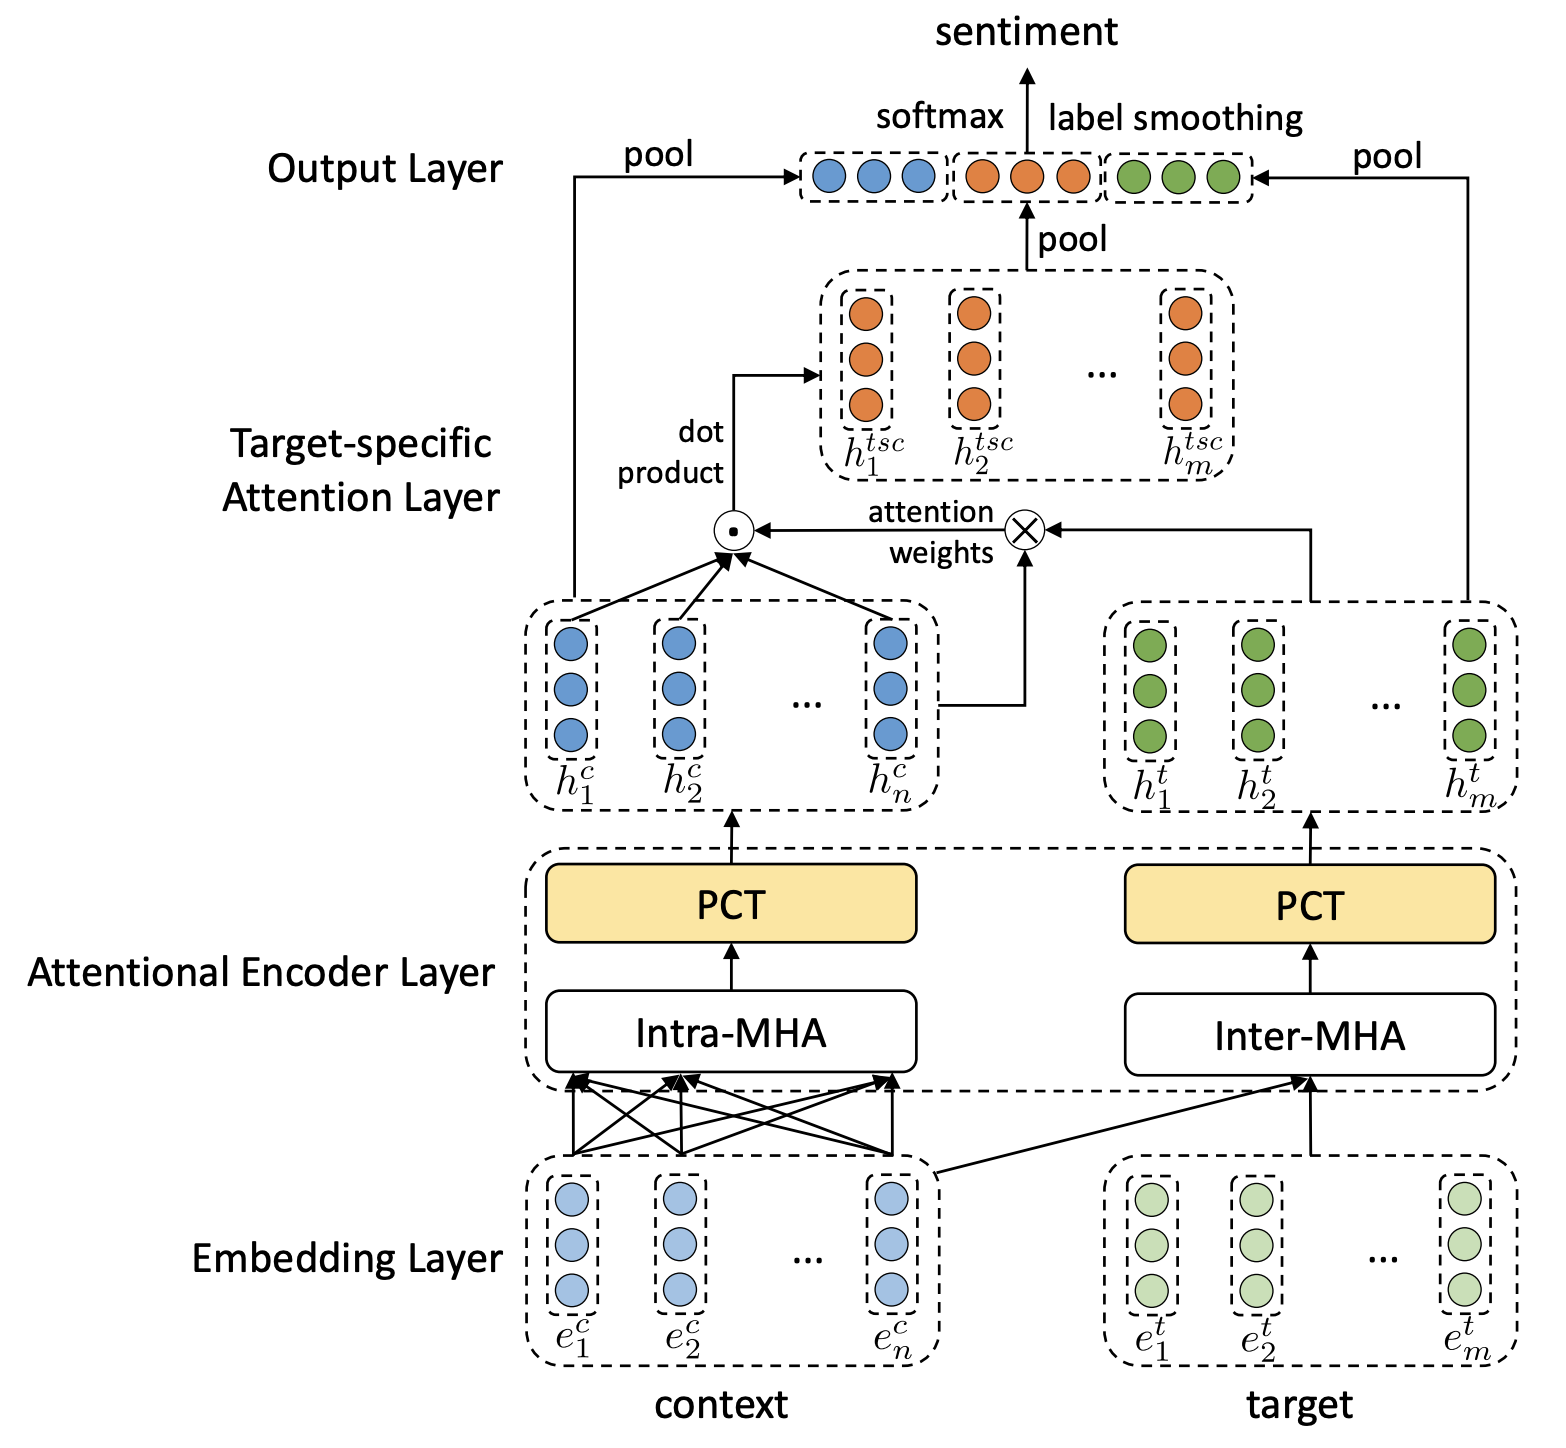 sentiment
softmax label smoothing
Output Layer pool pool
pool
Target-specific
Attention Layer
dot
product
h_1^{tsc} h_2^{tsc} ... h_m^{tsc}
attention
weights
h_1^c h_2^c ... h_n^c
h_1^t h_2^t ... h_m^t
Attentional Encoder Layer
PCT PCT
Intra-MHA Inter-MHA
Embedding Layer
e_1^c e_2^c ... e_n^c
e_1^t e_2^t ... e_m^t
context target